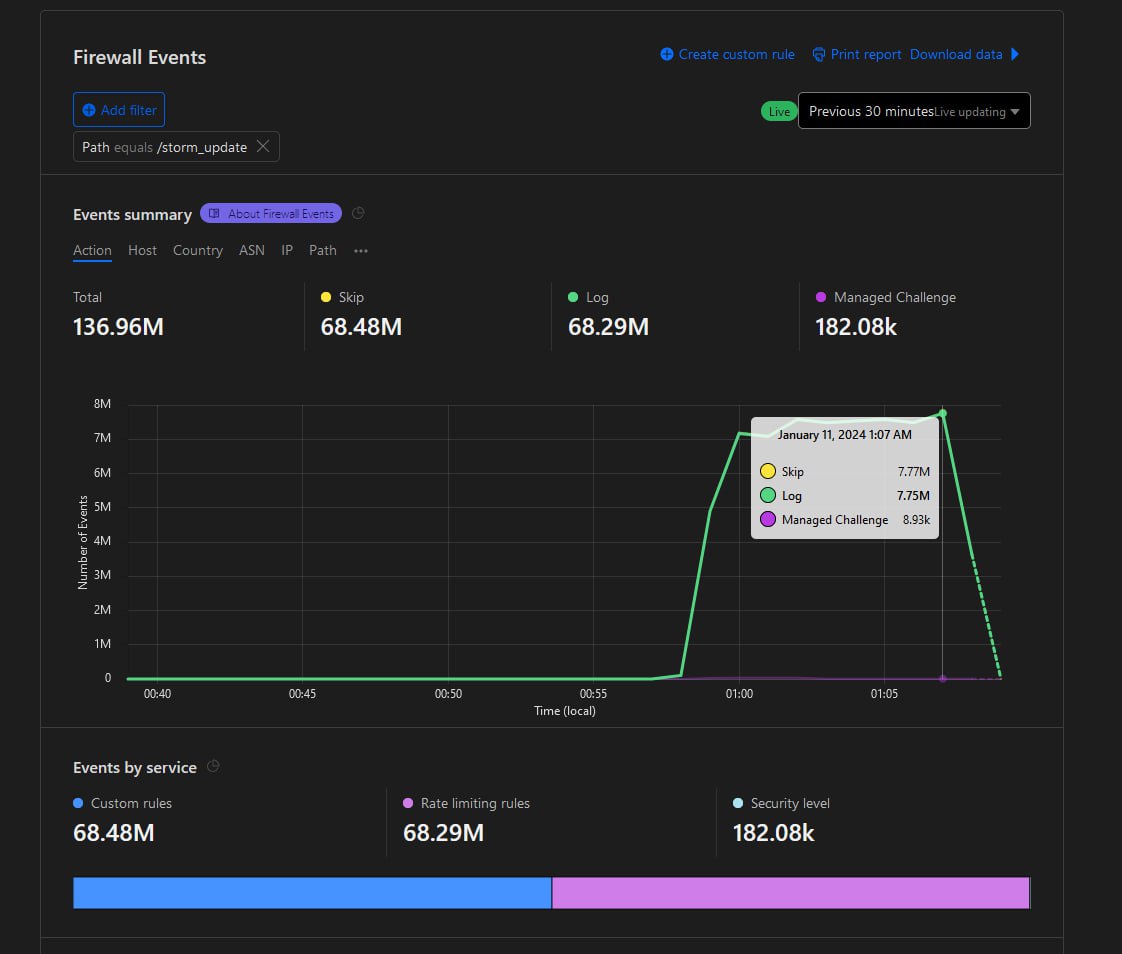 Firewall Events
Create custom rule Print report Download data
Add filter
Live Previous 30 minutes Live updating
Path equals /storm_update
Events summary About Firewall Events
Action Host Country ASN IP Path ...
Total Skip Log Managed Challenge
136.96M 68.48M 68.29M 182.08k
8M
7M
6M
5M
4M
3M
2M
1M
0
Number of Events
January 11, 2024 1:07 AM
Skip 7.77M
Log 7.75M
Managed Challenge 8.93k
00:40 00:45 00:50 00:55 01:00 01:05
Time (local)
Events by service
Custom rules Rate limiting rules Security level
68.48M 68.29M 182.08k